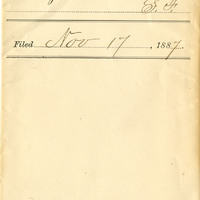 S. F.
Filed Nov 17, 1887.